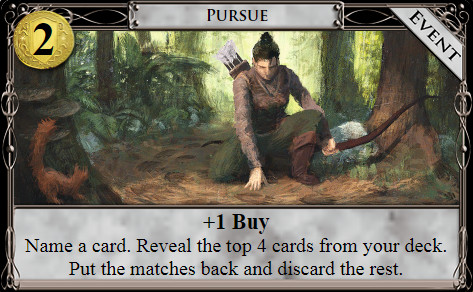 PURSUE
2
EVENT
+1 Buy
Name a card. Reveal the top 4 cards from your deck.
Put the matches back and discard the rest.